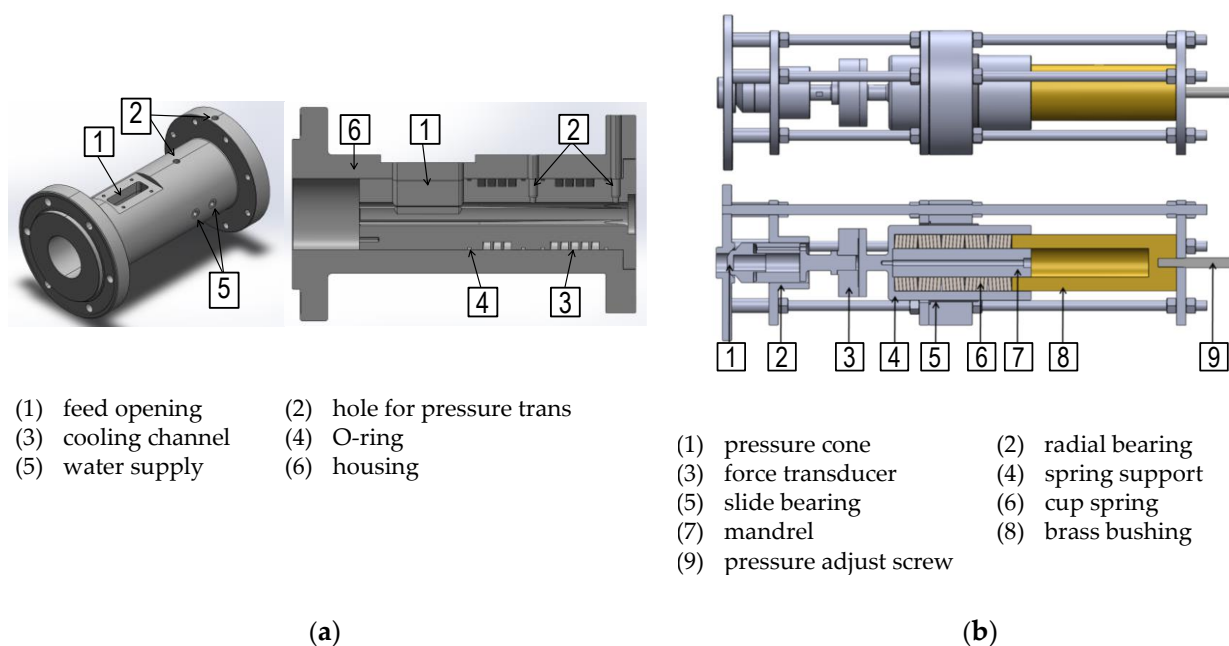 1
2
5
6
1
2
4
3
1
2
3
4
5
6
7
8
9
(1) feed opening (2) hole for pressure trans
(3) cooling channel (4) O-ring
(5) water supply (6) housing
(1) pressure cone (2) radial bearing
(3) force transducer (4) spring support
(5) slide bearing (6) cup spring
(7) mandrel (8) brass bushing
(9) pressure adjust screw
(a) (b)